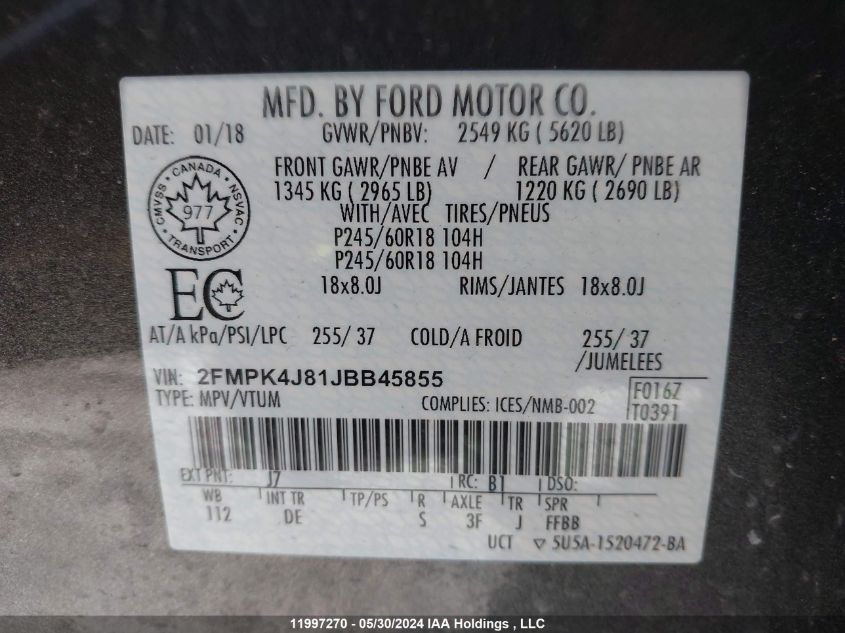 MFD. BY FORD MOTOR CO.
DATE: 01/18 GVWR/PNBV: 2549 KG ( 5620 LB)
FRONT GAWR/PNBE AV / REAR GAWR/ PNBE AR
1345 KG ( 2965 LB) 1220 KG ( 2690 LB)
WITH/AVEC TIRES/PNEUS
P245/60R18 104H
P245/60R18 104H
18x8.0J RIMS/JANTES 18x8.0J
CANADA
CMVSS NSVAC
977
TRANSPORT
EC
AT/A kPa/PSI/LPC 255/ 37 COLD/A FROID 255/ 37
/JUMELEES
VIN: 2FMPK4J81JBB45855
TYPE: MPV/VTUM COMPLIES: ICES/NMB-002
F016Z
T0391
EXT PNT: J7 RC: B1 DSO:
WB INT TR TP/PS R AXLE TR SPR
112 DE S 3F J FFBB
UCT ▽ 5U5A-1520472-BA
11997270 - 05/30/2024 IAA Holdings , LLC